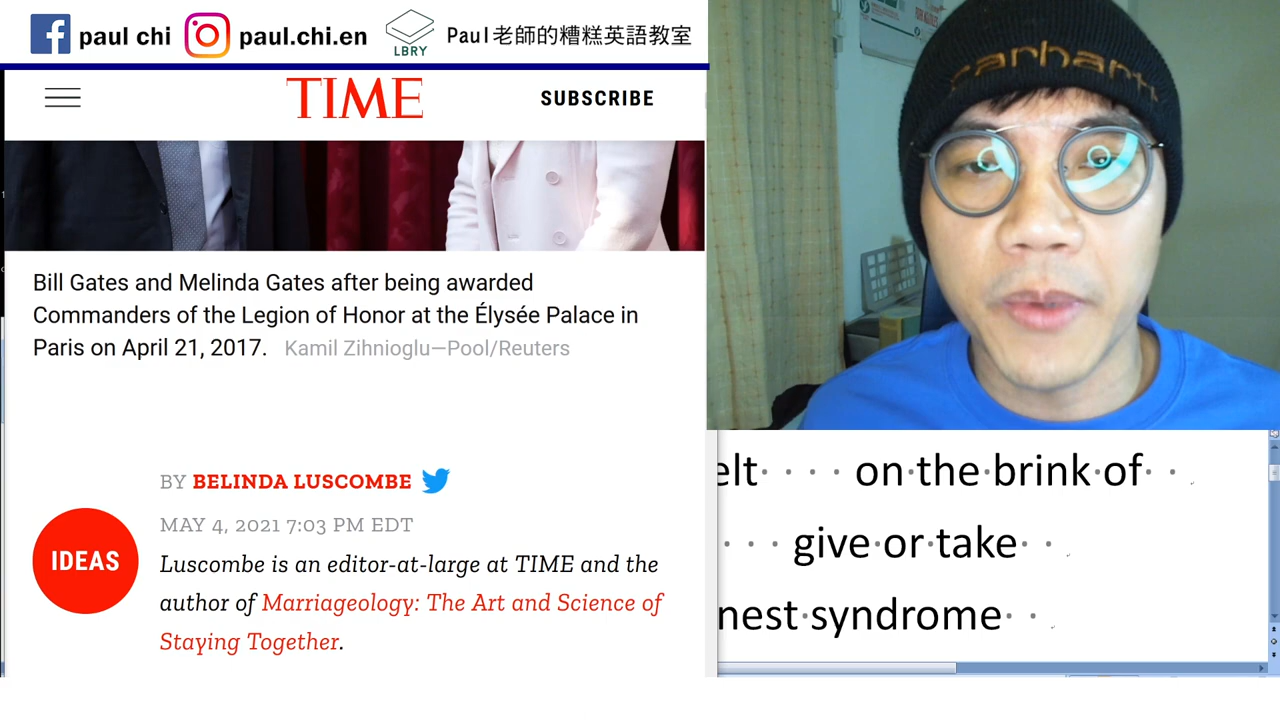 paul chi
paul.chi.en
LBRY
Paul老師的糟糕英語教室
TIME
SUBSCRIBE
Bill Gates and Melinda Gates after being awarded
Commanders of the Legion of Honor at the Élysée Palace in
Paris on April 21, 2017. Kamil Zihnioglu—Pool/Reuters
BY BELINDA LUSCOMBE
MAY 4, 2021 7:03 PM EDT
IDEAS
Luscombe is an editor-at-large at TIME and the
author of Marriageology: The Art and Science of
Staying Together.
carhartt
elt on the brink of
give or take
nest syndrome